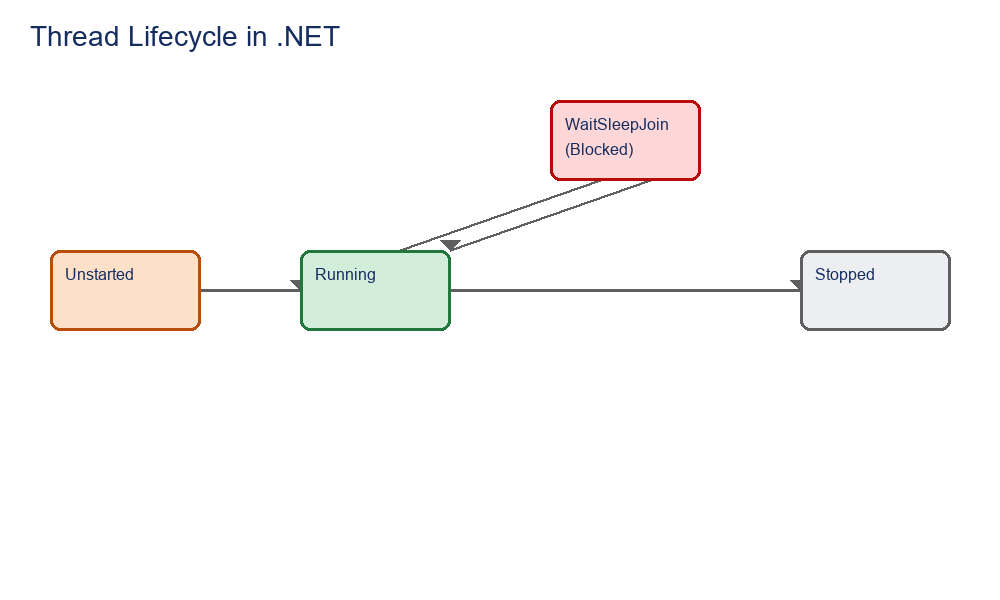 Thread Lifecycle in .NET
WaitSleepJoin
(Blocked)
Unstarted
Running
Stopped